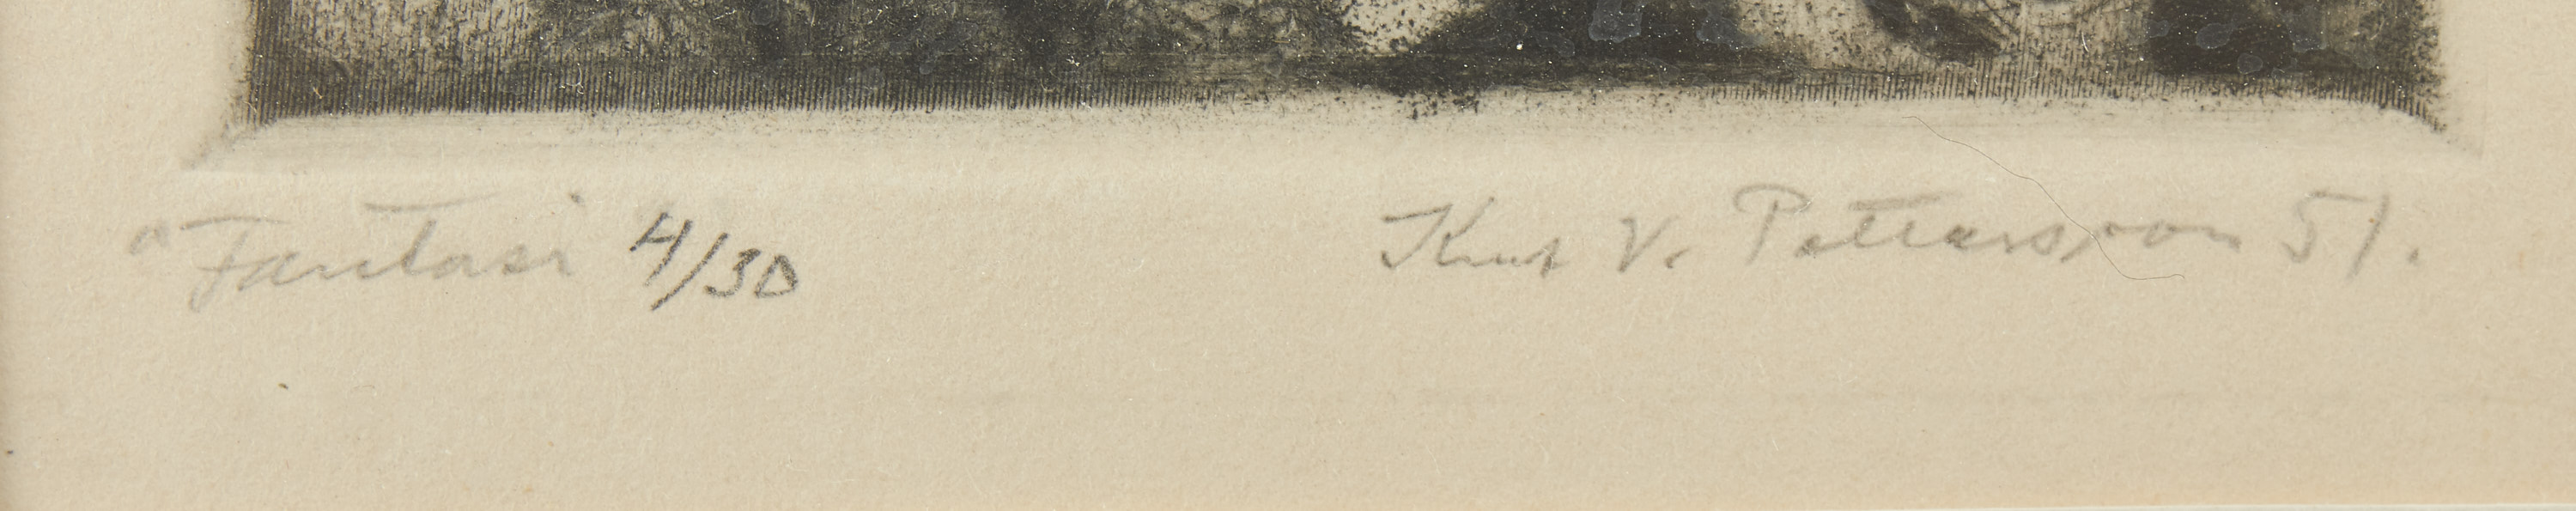 "Fantasi 4/30 Knut V. Pettersson 51.